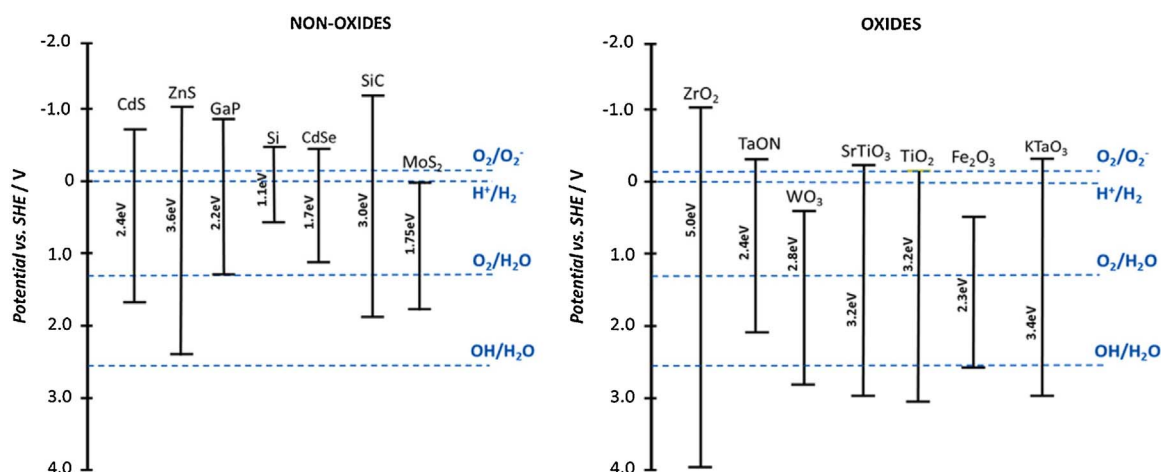 NON-OXIDES
Potential vs. SHE / V
-2.0
-1.0
0
1.0
2.0
3.0
4.0
CdS
ZnS
GaP
Si
CdSe
SiC
MoS₂
2.4eV
3.6eV
2.2eV
1.1eV
1.7eV
3.0eV
1.75eV
O₂/O₂⁻
H⁺/H₂
O₂/H₂O
OH/H₂O
OXIDES
Potential vs. SHE / V
-2.0
-1.0
0
1.0
2.0
3.0
4.0
ZrO₂
TaON
WO₃
SrTiO₃
TiO₂
Fe₂O₃
KTaO₃
5.0eV
2.4eV
2.8eV
3.2eV
3.2eV
2.3eV
3.4eV
O₂/O₂⁻
H⁺/H₂
O₂/H₂O
OH/H₂O